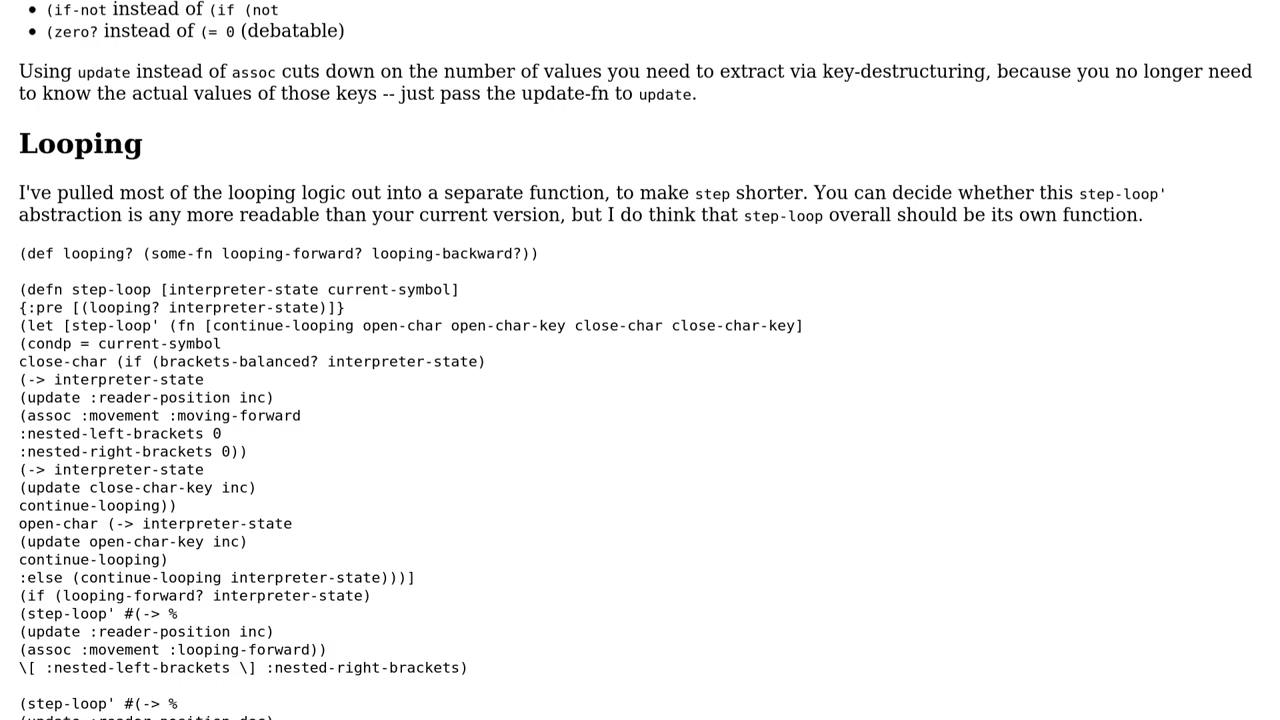 • (if-not instead of (if (not
• (zero? instead of (= 0 (debatable)
Using update instead of assoc cuts down on the number of values you need to extract via key-destructuring, because you no longer need
to know the actual values of those keys -- just pass the update-fn to update.
Looping
I've pulled most of the looping logic out into a separate function, to make step shorter. You can decide whether this step-loop'
abstraction is any more readable than your current version, but I do think that step-loop overall should be its own function.
(def looping? (some-fn looping-forward? looping-backward?))
(defn step-loop [interpreter-state current-symbol]
{:pre [(looping? interpreter-state)]}
(let [step-loop' (fn [continue-looping open-char open-char-key close-char close-char-key]
(condp = current-symbol
close-char (if (brackets-balanced? interpreter-state)
(-> interpreter-state
(update :reader-position inc)
(assoc :movement :moving-forward
:nested-left-brackets 0
:nested-right-brackets 0))
(-> interpreter-state
(update close-char-key inc)
continue-looping))
open-char (-> interpreter-state
(update open-char-key inc)
continue-looping)
:else (continue-looping interpreter-state)))]
(if (looping-forward? interpreter-state)
(step-loop' #(-> %
(update :reader-position inc)
(assoc :movement :looping-forward))
\[ :nested-left-brackets \] :nested-right-brackets)
(step-loop' #(-> %
(update :reader-position dec)